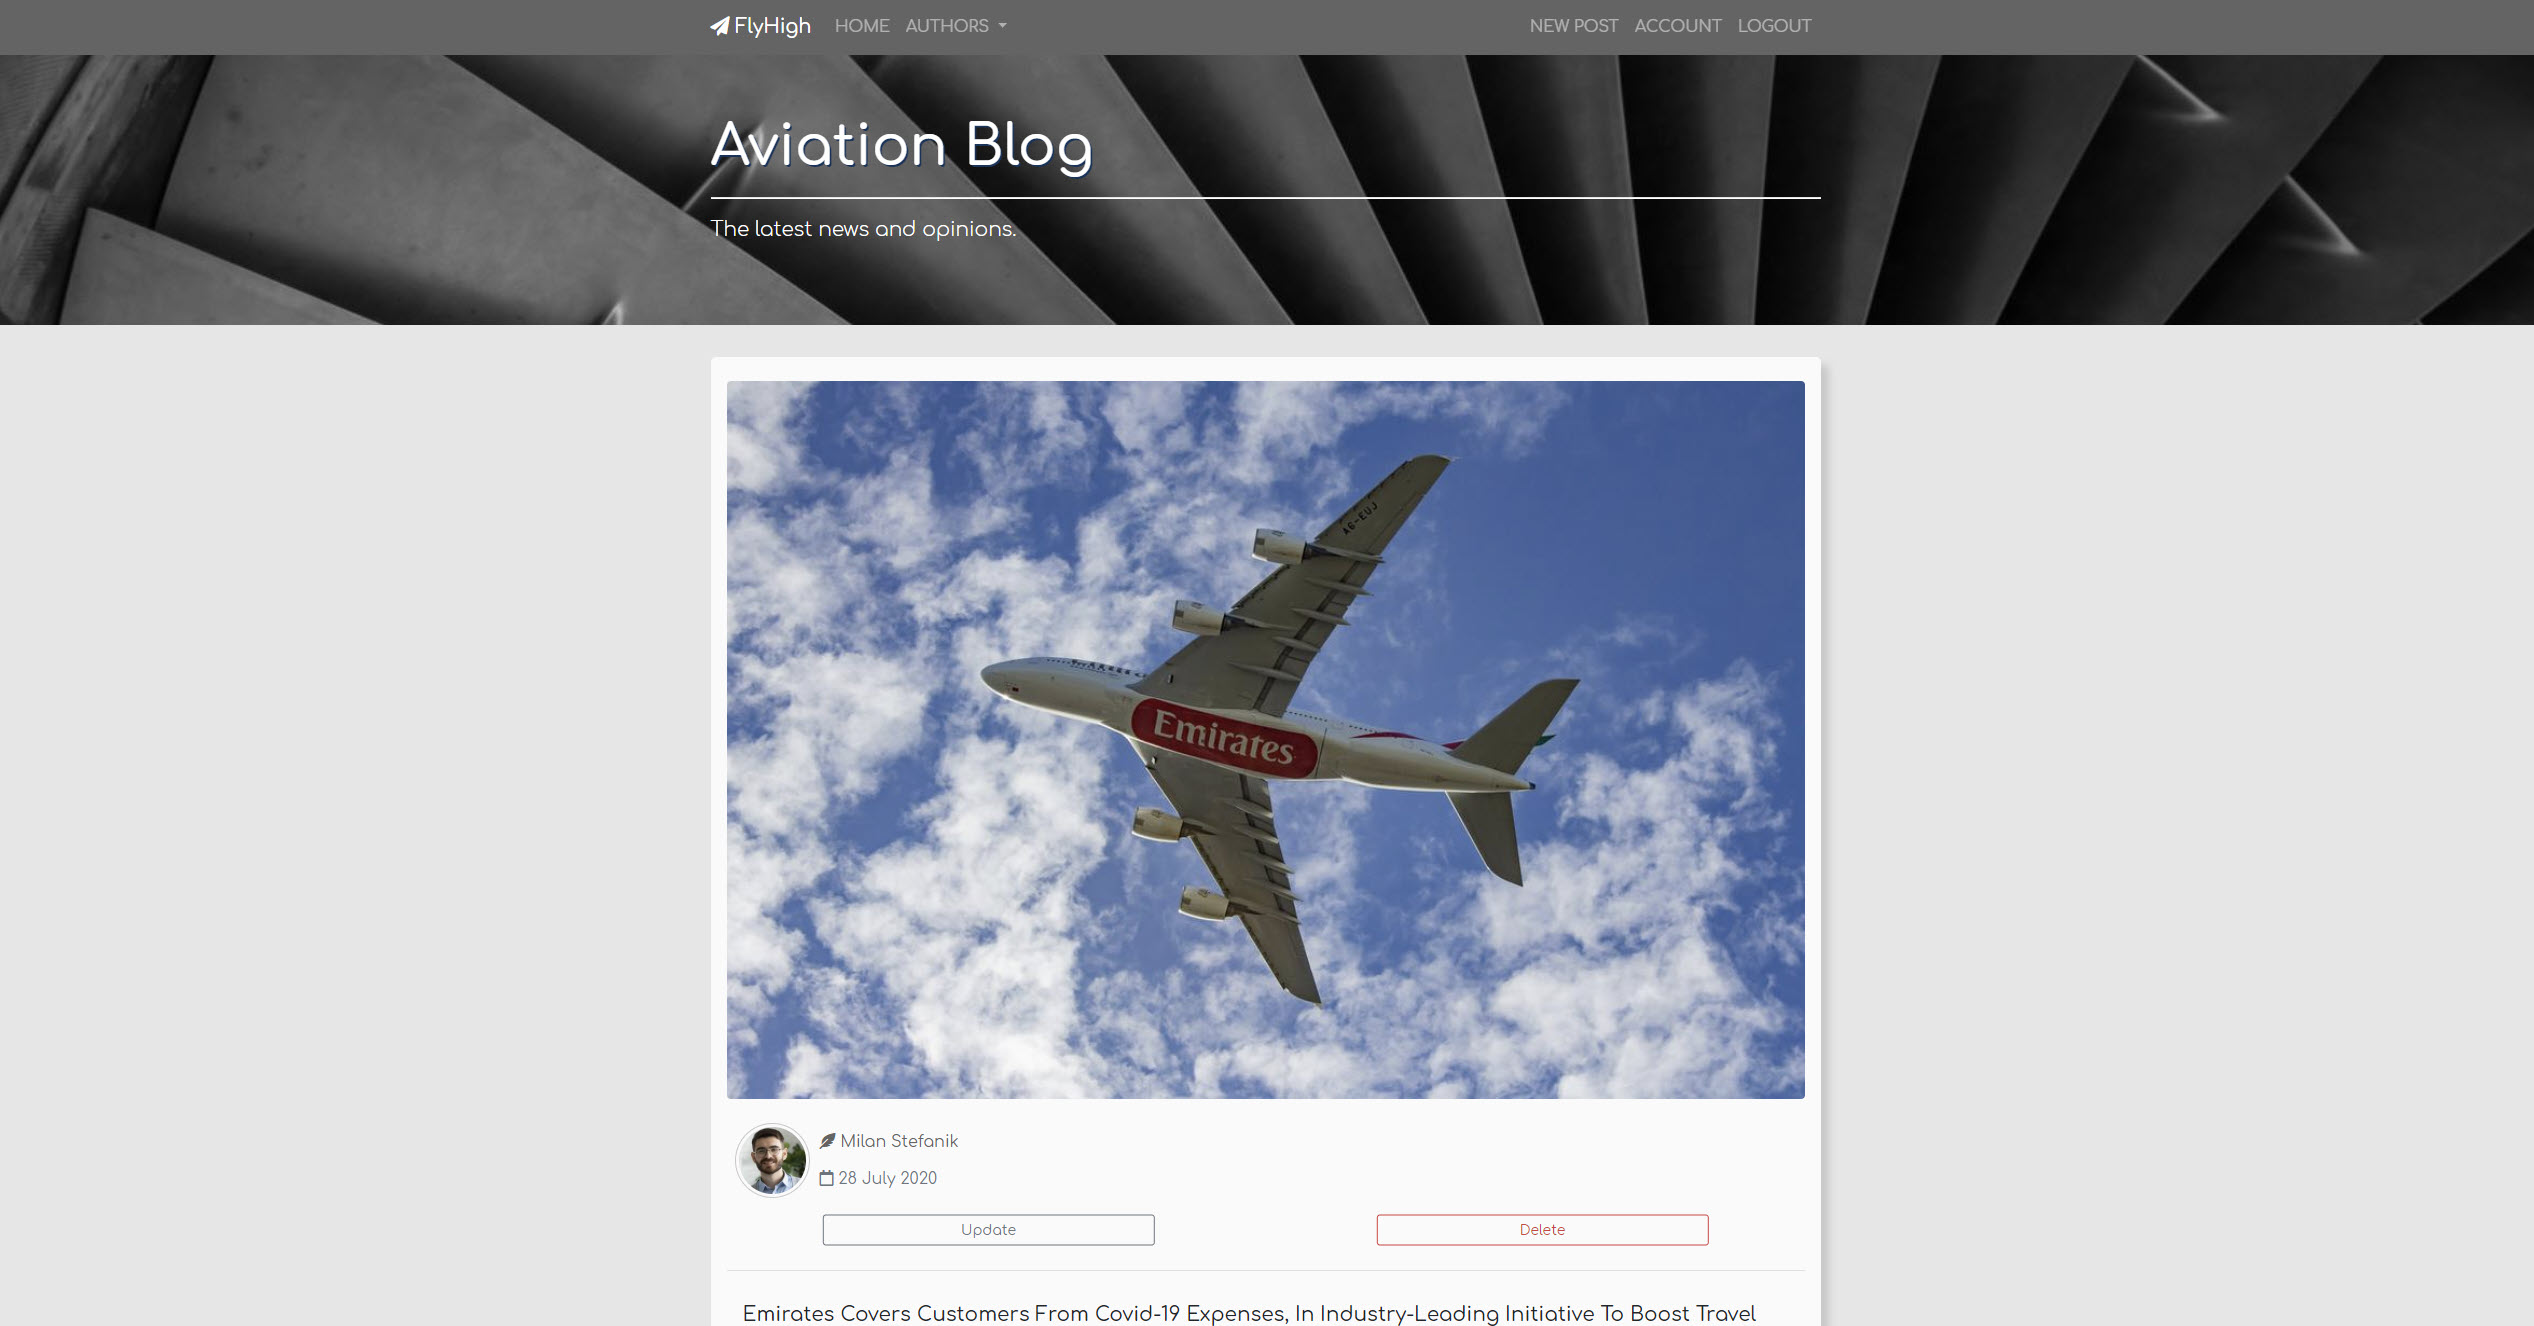 FlyHigh HOME AUTHORS NEW POST ACCOUNT LOGOUT
Aviation Blog
The latest news and opinions.
A6-EUJ
Emirates
Milan Stefanik
28 July 2020
Update Delete
Emirates Covers Customers From Covid-19 Expenses, In Industry-Leading Initiative To Boost Travel